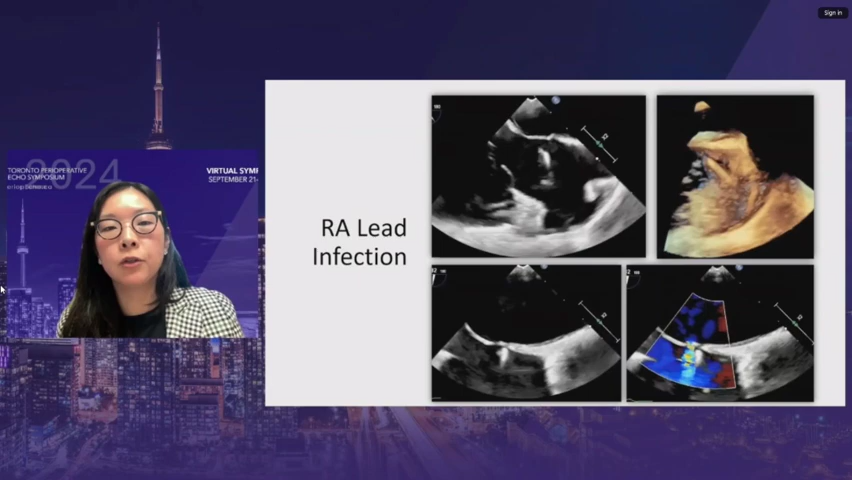 Sign in
2024
TORONTO PERIOPERATIVE
ECHO SYMPOSIUM
VIRTUAL SYMP
SEPTEMBER 21-
RA Lead
Infection